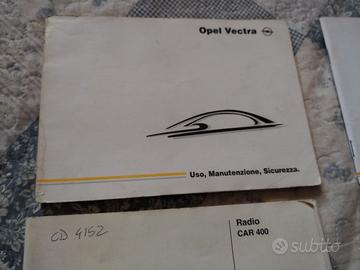 Opel Vectra
Uso, Manutenzione, Sicurezza.
CD 4152
Radio
CAR 400
subito